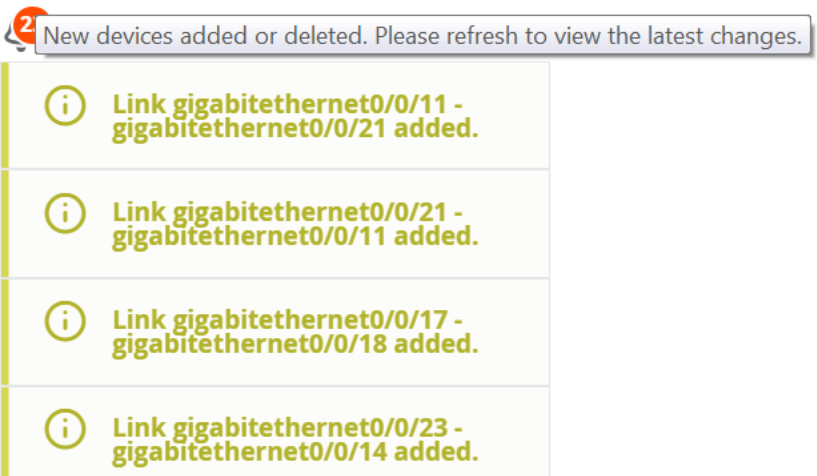 New devices added or deleted. Please refresh to view the latest changes.
Link gigabitethernet0/0/11 -
gigabitethernet0/0/21 added.
Link gigabitethernet0/0/21 -
gigabitethernet0/0/11 added.
Link gigabitethernet0/0/17 -
gigabitethernet0/0/18 added.
Link gigabitethernet0/0/23 -
gigabitethernet0/0/14 added.